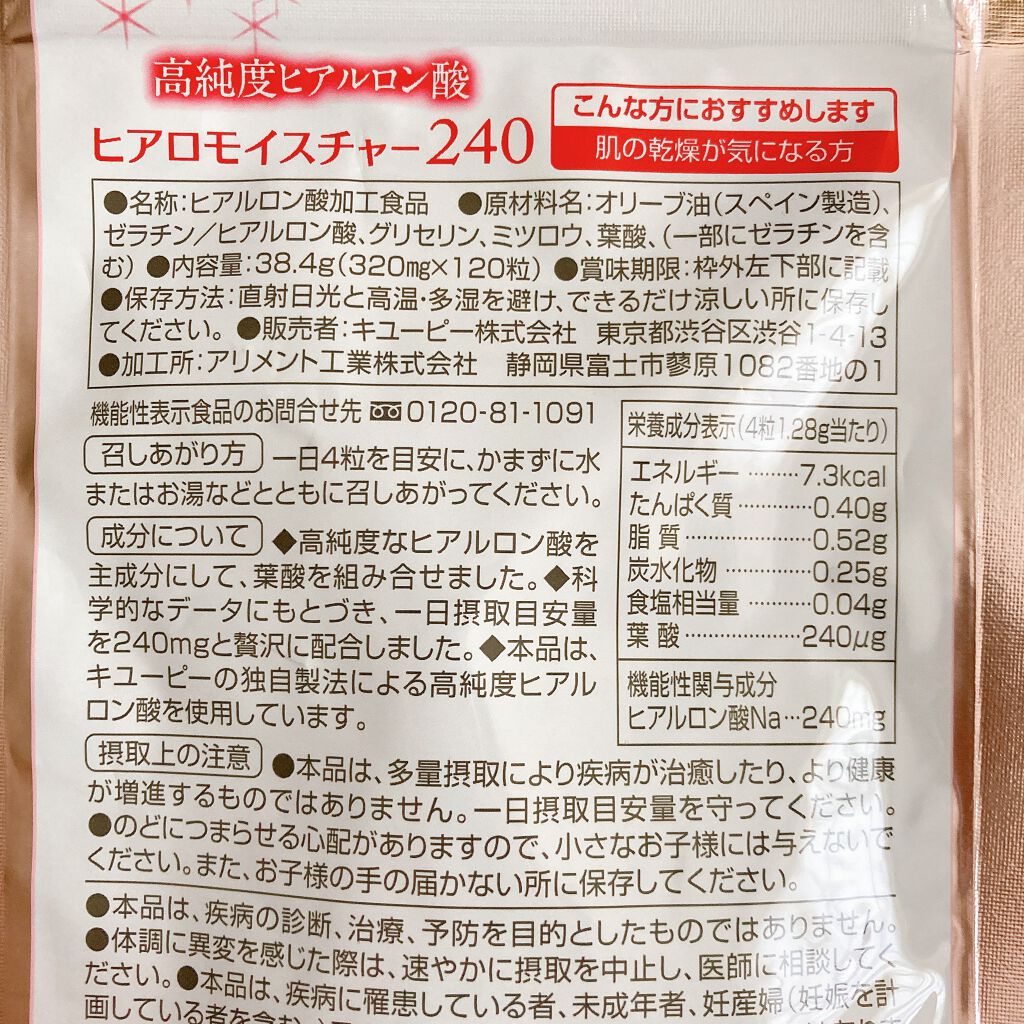 高純度ヒアルロン酸
ヒアロモイスチャー240
こんな方におすすめします
肌の乾燥が気になる方
●名称:ヒアルロン酸加工食品 ●原材料名:オリーブ油(スペイン製造)、
ゼラチン/ヒアルロン酸、グリセリン、ミツロウ、葉酸、(一部にゼラチンを含
む) ●内容量:38.4g(320mg×120粒) ●賞味期限:枠外左下部に記載
●保存方法:直射日光と高温・多湿を避け、できるだけ涼しい所に保存し
てください。 ●販売者:キユーピー株式会社 東京都渋谷区渋谷1-4-13
●加工所:アリメント工業株式会社 静岡県富士市蓼原1082番地の1
機能性表示食品のお問合せ先 0120-81-1091
召しあがり方 一日4粒を目安に、かまずに水
またはお湯などとともに召しあがってください。
成分について ◆高純度なヒアルロン酸を
主成分にして、葉酸を組み合せました。◆科
学的なデータにもとづき、一日摂取目安量
を240mgと贅沢に配合しました。◆本品は、
キユーピーの独自製法による高純度ヒアル
ロン酸を使用しています。
栄養成分表示(4粒1.28g当たり)
エネルギー………7.3kcal
たんぱく質…………0.40g
脂質………………0.52g
炭水化物…………0.25g
食塩相当量………0.04g
葉酸………………240μg
機能性関与成分
ヒアルロン酸Na…240mg
摂取上の注意 ●本品は、多量摂取により疾病が治癒したり、より健康
が増進するものではありません。一日摂取目安量を守ってください。
●のどにつまらせる心配がありますので、小さなお子様には与えないで
ください。また、お子様の手の届かない所に保存してください。
●本品は、疾病の診断、治療、予防を目的としたものではありません。
●体調に異変を感じた際は、速やかに摂取を中止し、医師に相談してく
ださい。●本品は、疾病に罹患している者、未成年者、妊産婦(妊娠を計
画している者を含む。)